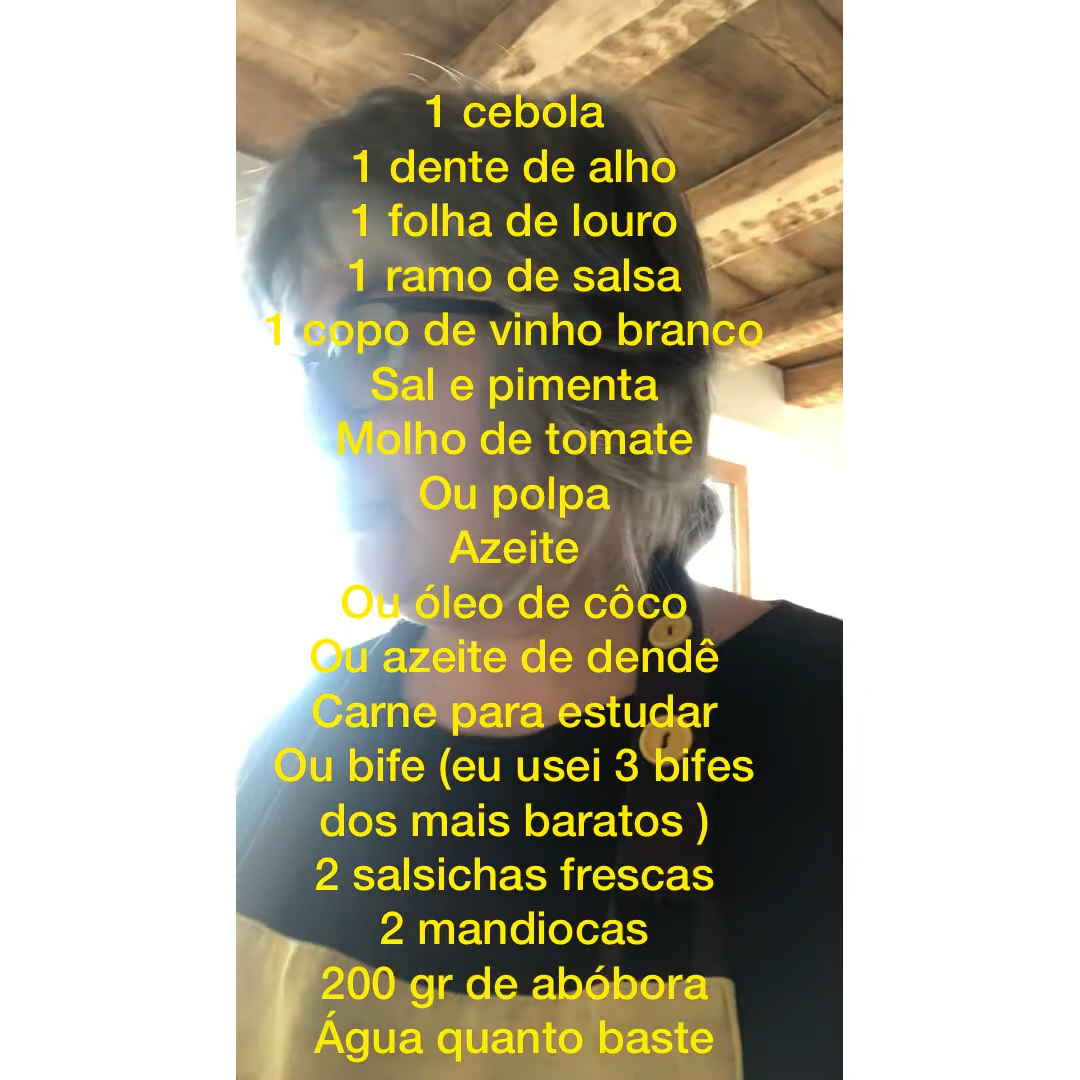 1 cebola
1 dente de alho
1 folha de louro
1 ramo de salsa
1 copo de vinho branco
Sal e pimenta
Molho de tomate
Ou polpa
Azeite
Ou óleo de côco
Ou azeite de dendê
Carne para estudar
Ou bife (eu usei 3 bifes
dos mais baratos )
2 salsichas frescas
2 mandiocas
200 gr de abóbora
Água quanto baste